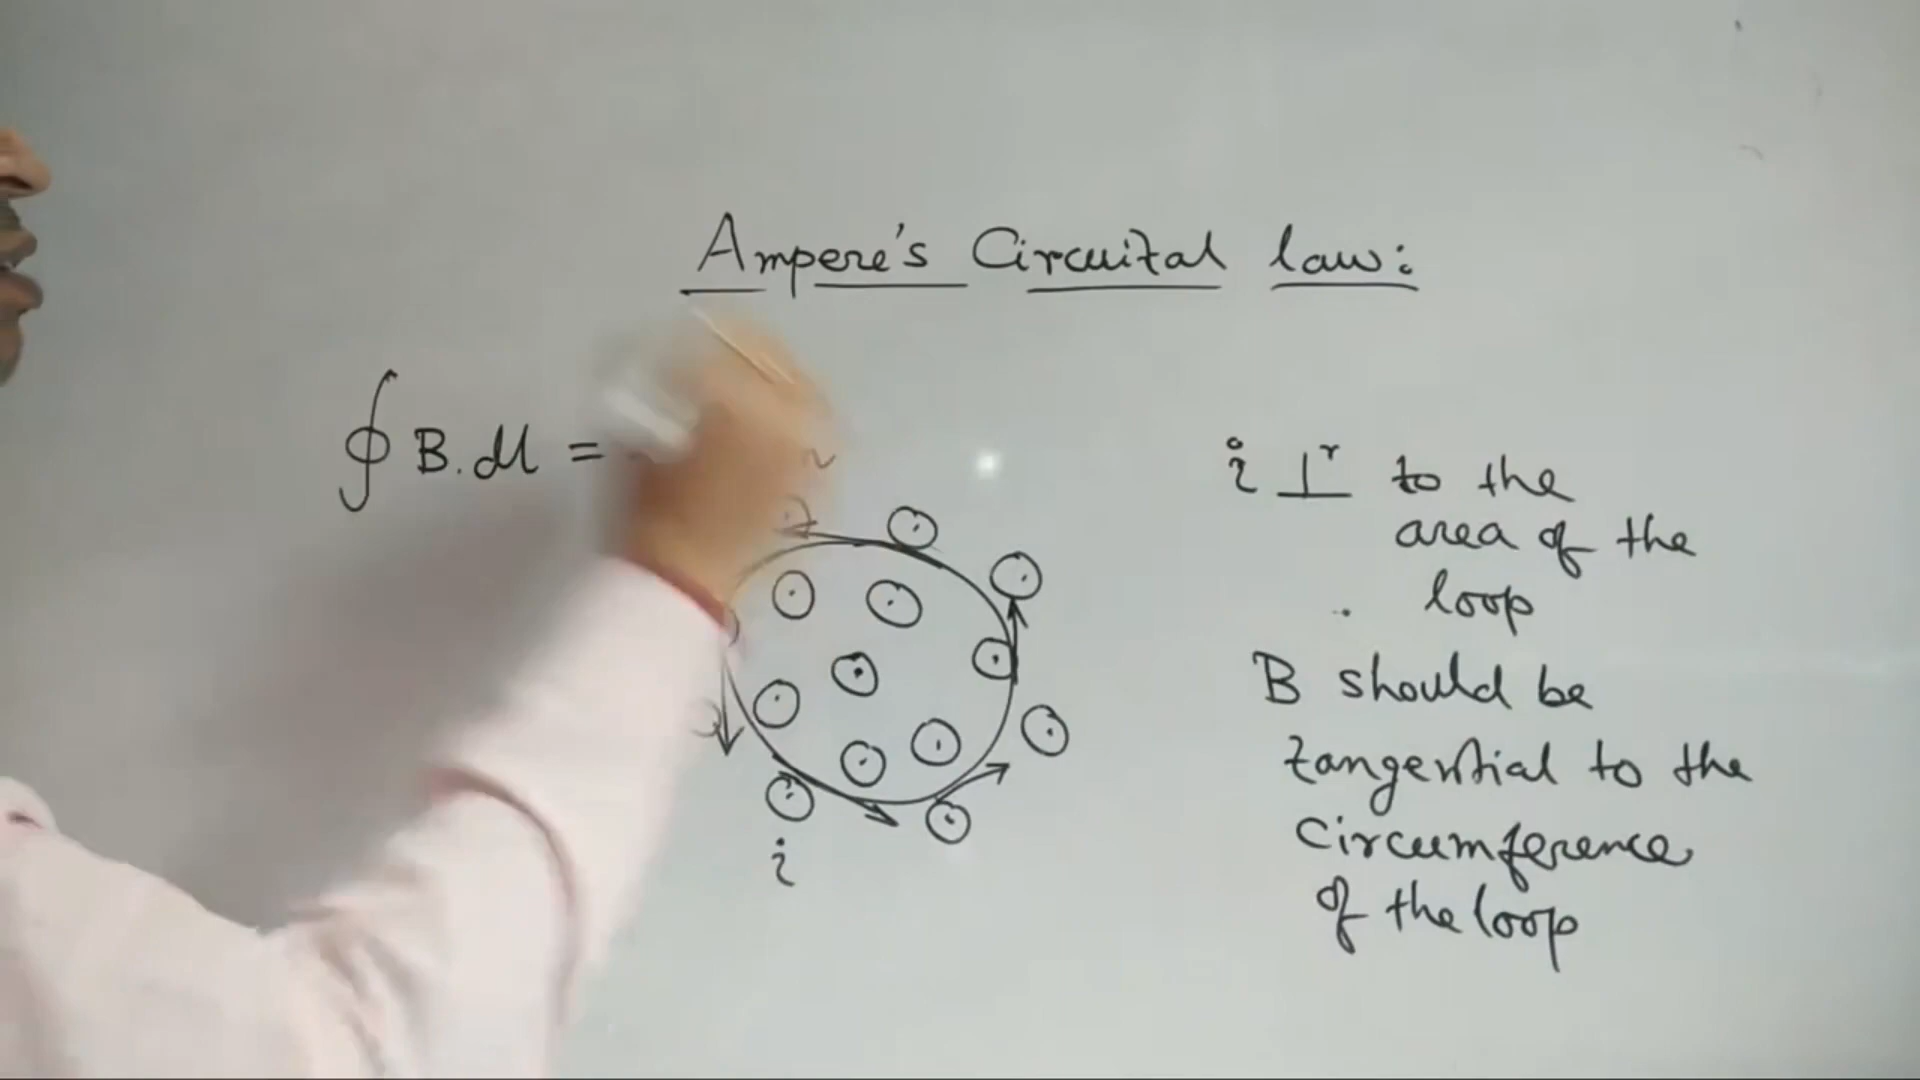 Ampere's Circuital law:
∮ B.dl =
i ⊥r to the
area of the
loop
B should be
tangential to the
circumference
of the loop
i